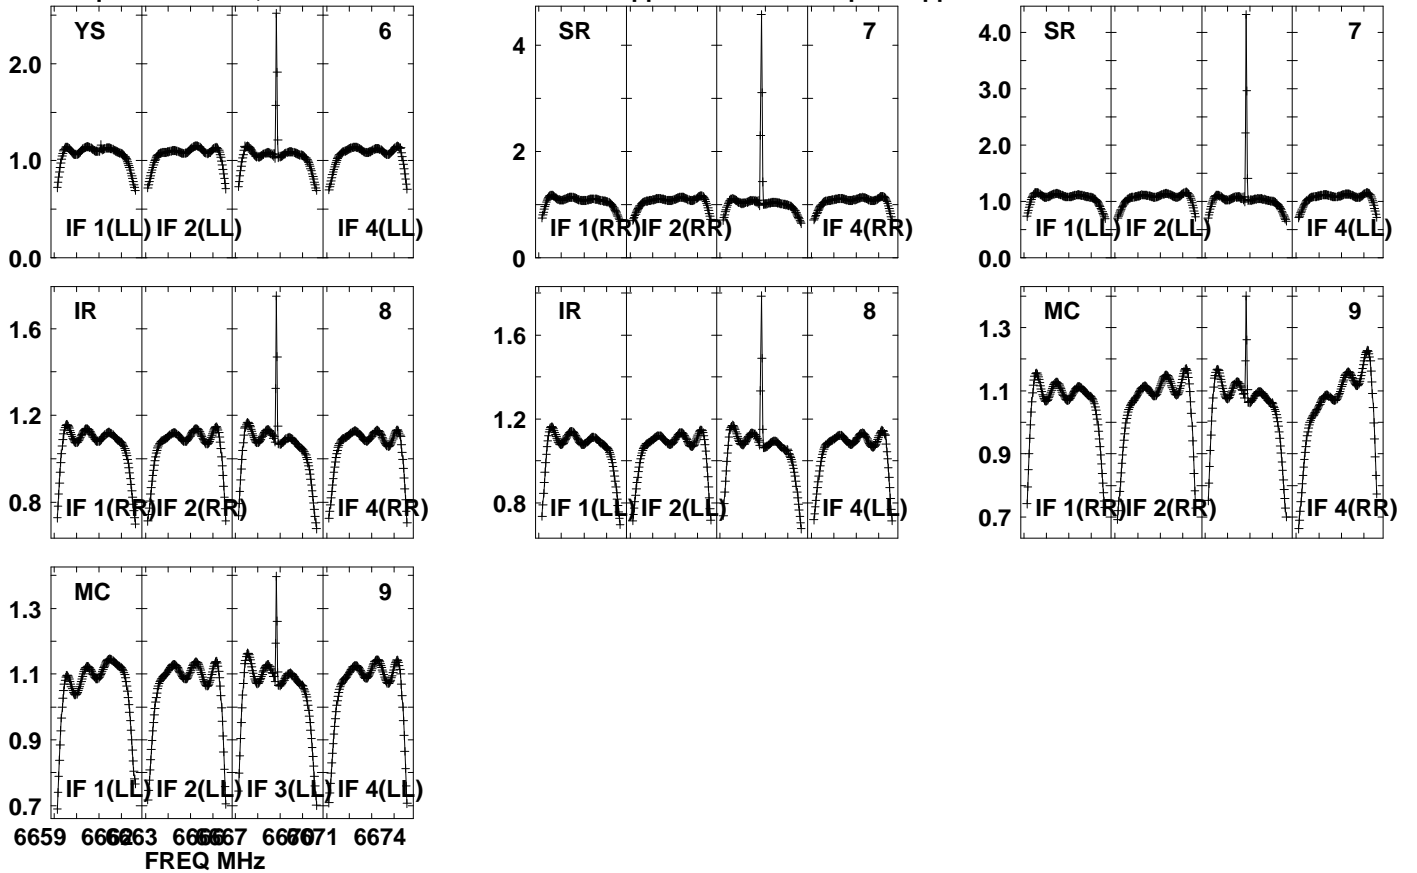 YS 6
2.0
1.0
0.0
IF 1(LL) IF 2(LL) IF 4(LL)
SR 7
4
2
0
IF 1(RR) IF 2(RR) IF 4(RR)
SR 7
4.0
3.0
2.0
1.0
0.0
IF 1(LL) IF 2(LL) IF 4(LL)
IR 8
1.6
1.2
0.8
IF 1(RR) IF 2(RR) IF 4(RR)
IR 8
1.6
1.2
0.8
IF 1(LL) IF 2(LL) IF 4(LL)
MC 9
1.3
1.1
0.9
0.7
IF 1(RR) IF 2(RR) IF 4(RR)
MC 9
1.3
1.1
0.9
0.7
IF 1(LL) IF 2(LL) IF 3(LL) IF 4(LL)
6659 6662 6663 6666 6667 6670 6671 6674
FREQ MHz